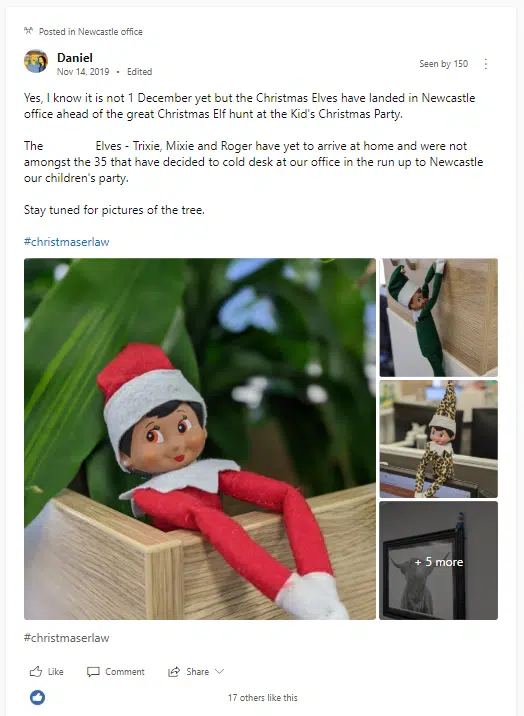 Posted in Newcastle office
Daniel
Nov 14, 2019 • Edited
Seen by 150
Yes, I know it is not 1 December yet but the Christmas Elves have landed in Newcastle
office ahead of the great Christmas Elf hunt at the Kid's Christmas Party.
The Elves - Trixie, Mixie and Roger have yet to arrive at home and were not
amongst the 35 that have decided to cold desk at our office in the run up to Newcastle
our children's party.
Stay tuned for pictures of the tree.
#christmaserlaw
+ 5 more
#christmaserlaw
Like Comment Share
17 others like this